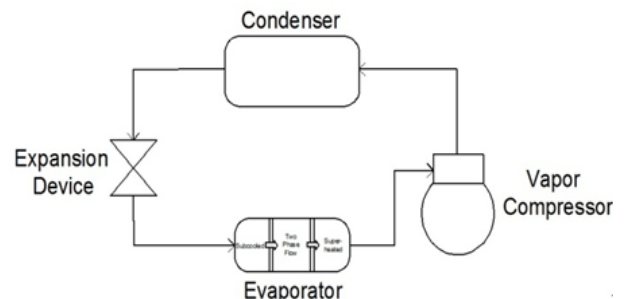 Condenser
Expansion
Device
Vapor
Compressor
Subcooled
Two
Phase
Flow
Super-
heated
Evaporator